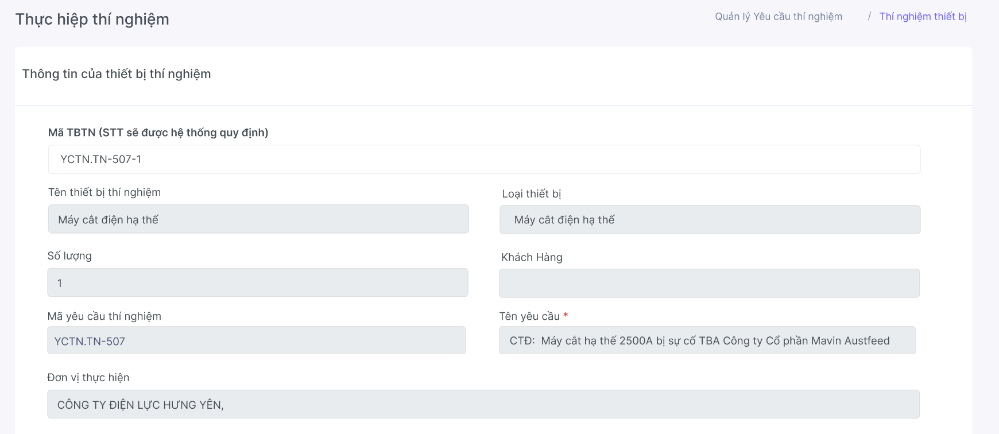 Thực hiệp thí nghiệm
Quản lý Yêu cầu thí nghiệm / Thí nghiệm thiết bị
Thông tin của thiết bị thí nghiệm
Mã TBTN (STT sẽ được hệ thống quy định)
YCTN.TN-507-1
Tên thiết bị thí nghiệm
Loại thiết bị
Máy cắt điện hạ thế
Máy cắt điện hạ thế
Số lượng
Khách Hàng
1
Mã yêu cầu thí nghiệm
Tên yêu cầu *
YCTN.TN-507
CTĐ: Máy cắt hạ thế 2500A bị sự cố TBA Công ty Cổ phần Mavin Austfeed
Đơn vị thực hiện
CÔNG TY ĐIỆN LỰC HƯNG YÊN,